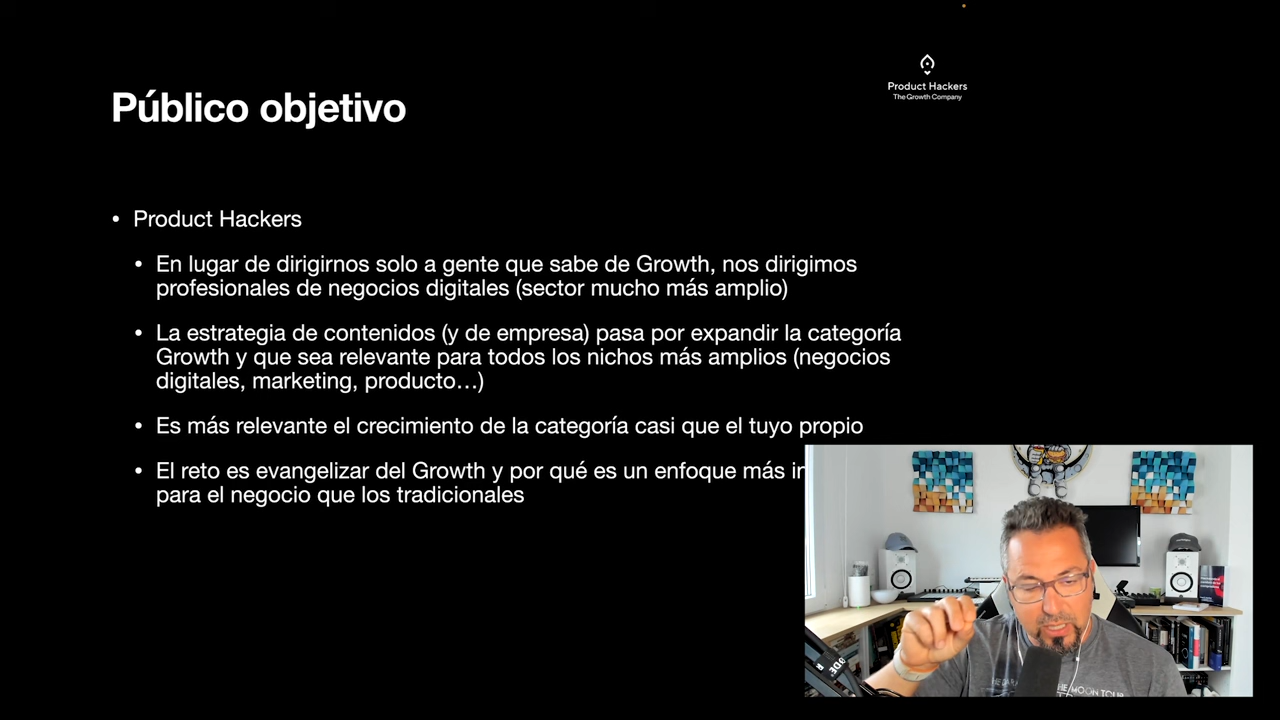 Product Hackers
The Growth Company
Público objetivo
• Product Hackers
• En lugar de dirigirnos solo a gente que sabe de Growth, nos dirigimos
profesionales de negocios digitales (sector mucho más amplio)
• La estrategia de contenidos (y de empresa) pasa por expandir la categoría
Growth y que sea relevante para todos los nichos más amplios (negocios
digitales, marketing, producto…)
• Es más relevante el crecimiento de la categoría casi que el tuyo propio
• El reto es evangelizar del Growth y por qué es un enfoque más
para el negocio que los tradicionales